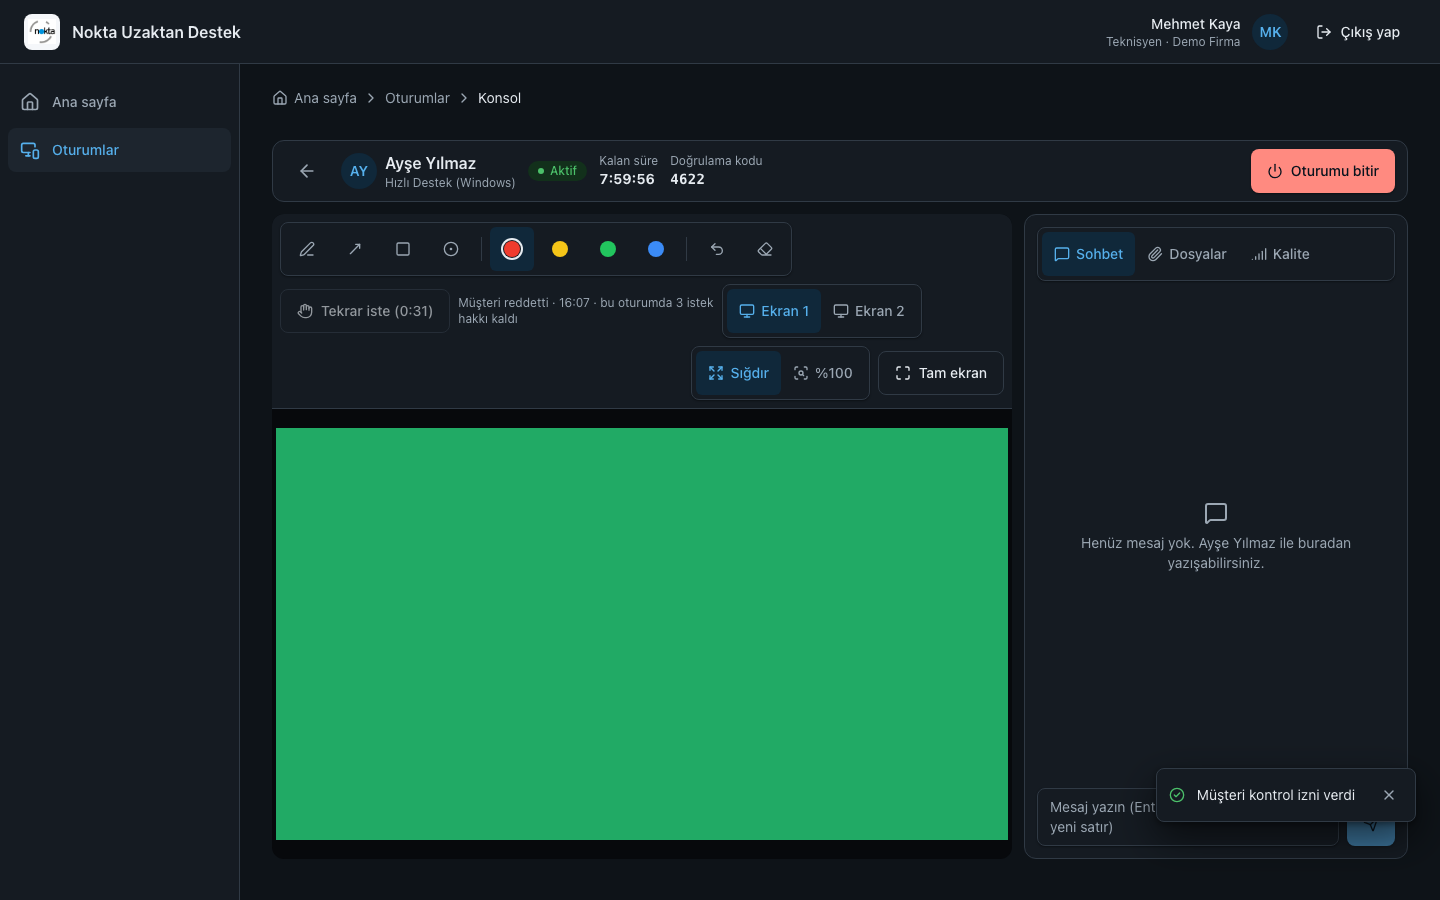 nokta
Nokta Uzaktan Destek
Mehmet Kaya
Teknisyen · Demo Firma
MK
Çıkış yap
Ana sayfa
Oturumlar
Ana sayfa
Oturumlar
Konsol
AY
Ayşe Yılmaz
Hızlı Destek (Windows)
Aktif
Kalan süre
7:59:56
Doğrulama kodu
4622
Oturumu bitir
Tekrar iste (0:31)
Müşteri reddetti · 16:07 · bu oturumda 3 istek
hakkı kaldı
Ekran 1
Ekran 2
Sığdır
%100
Tam ekran
Sohbet
Dosyalar
Kalite
Henüz mesaj yok. Ayşe Yılmaz ile buradan
yazışabilirsiniz.
Mesaj yazın (Ent
yeni satır)
Müşteri kontrol izni verdi